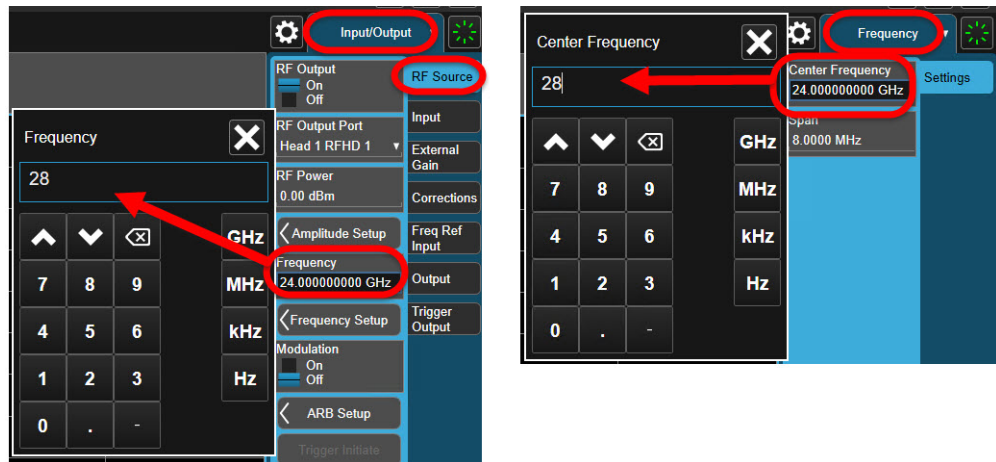 Input/Output
RF Output
On
Off
RF Output Port
Head 1 RFHD 1
RF Power
0.00 dBm
Amplitude Setup
Frequency
24.000000000 GHz
Frequency Setup
Modulation
On
Off
ARB Setup
Trigger Initiate
RF Source
Input
External
Gain
Corrections
Freq Ref
Input
Output
Trigger
Output
Frequency
28
GHz
7 8 9 MHz
4 5 6 kHz
1 2 3 Hz
0 . -
Frequency
Center Frequency
24.000000000 GHz
Span
8.0000 MHz
Settings
Center Frequency
28
GHz
7 8 9 MHz
4 5 6 kHz
1 2 3 Hz
0 . -